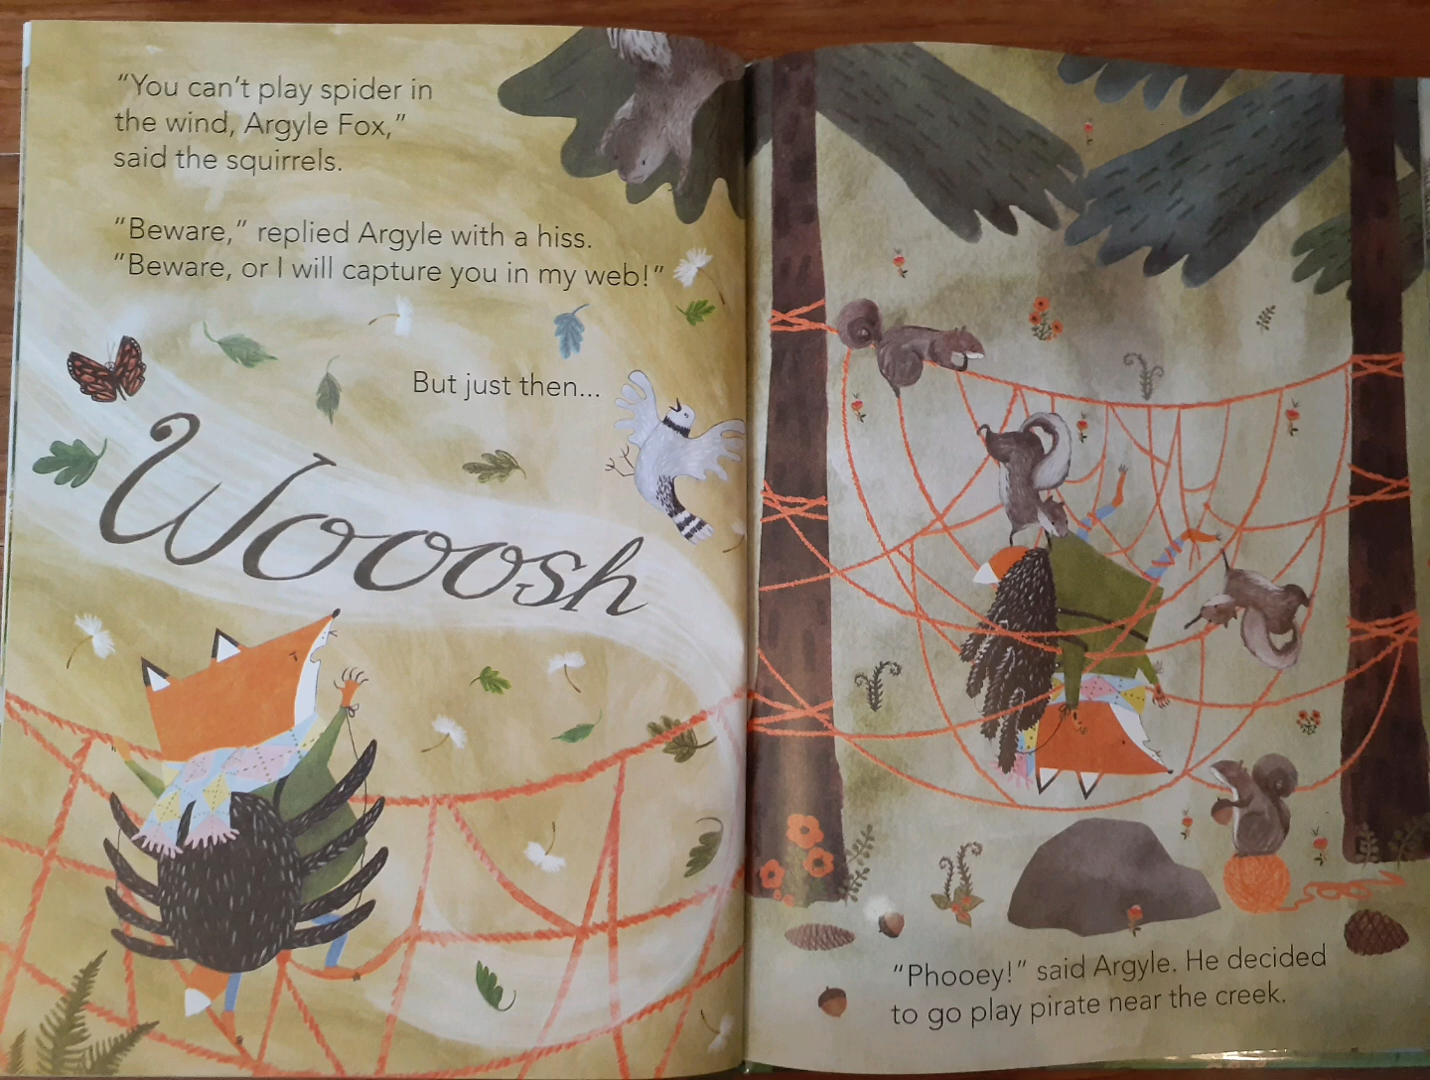 “You can’t play spider in
the wind, Argyle Fox,”
said the squirrels.
“Beware,” replied Argyle with a hiss.
“Beware, or I will capture you in my web!”
But just then...
Wooosh
“Phooey!” said Argyle. He decided
to go play pirate near the creek.